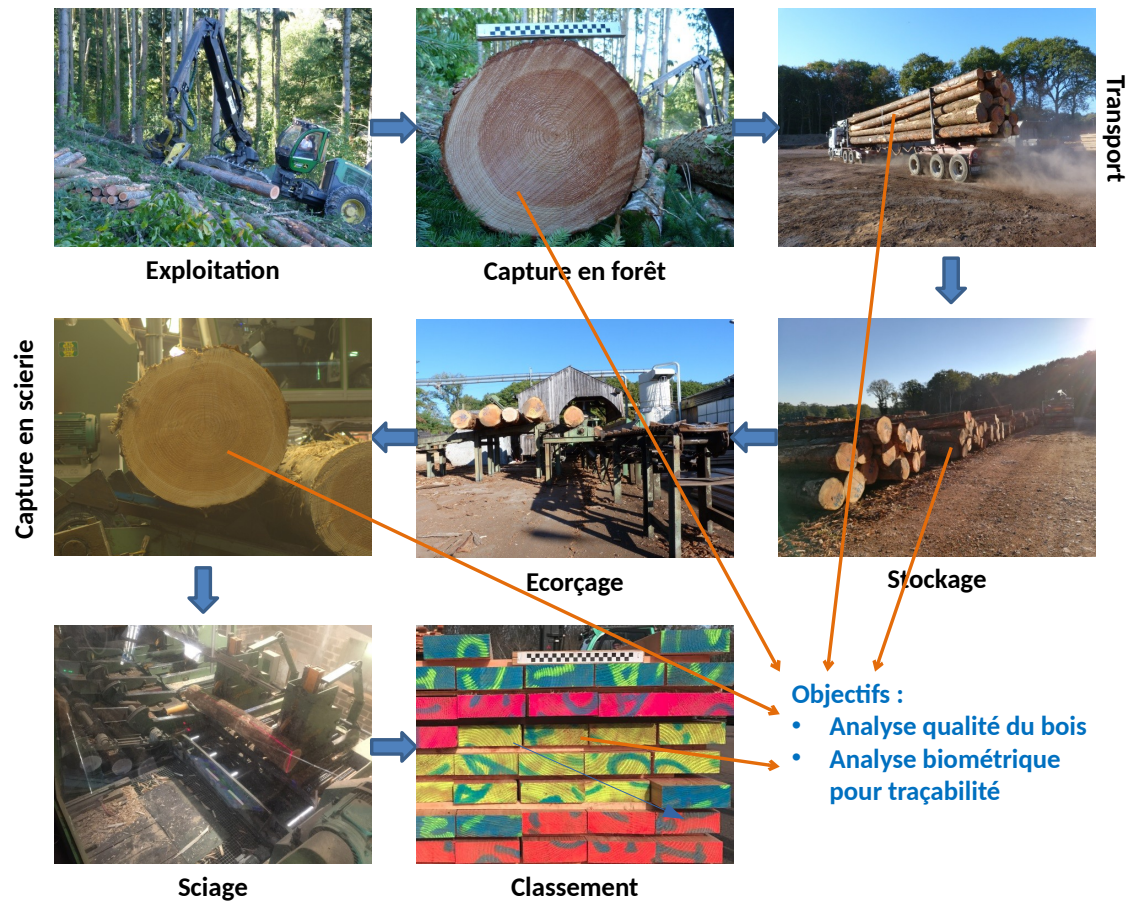 Exploitation
Capture en forêt
Transport
Capture en scierie
Ecorçage
Stockage
Objectifs :
• Analyse qualité du bois
• Analyse biométrique
pour traçabilité
Sciage
Classement